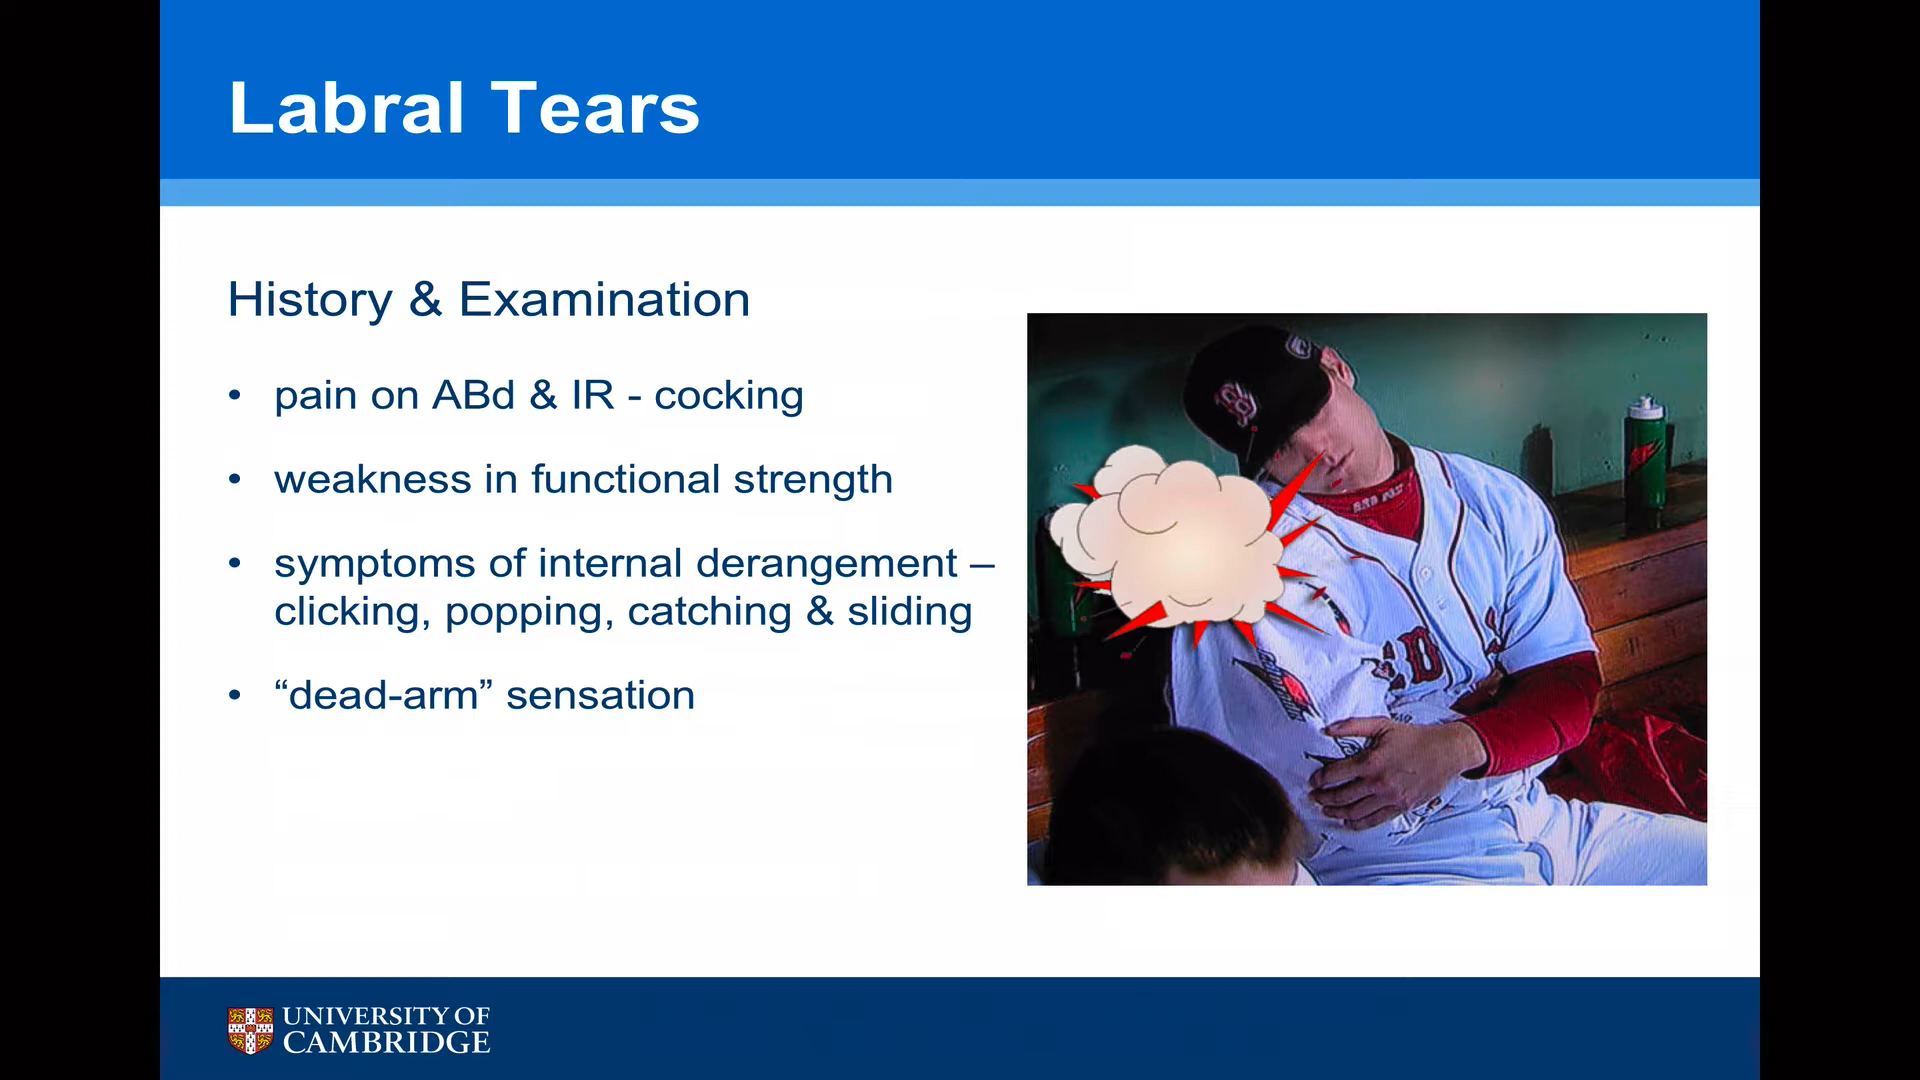 Labral Tears
History & Examination
• pain on ABd & IR - cocking
• weakness in functional strength
• symptoms of internal derangement –
clicking, popping, catching & sliding
• “dead-arm” sensation
UNIVERSITY OF
CAMBRIDGE